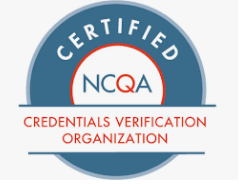 CERTIFIED
NCQA
CREDENTIALS VERIFICATION
ORGANIZATION